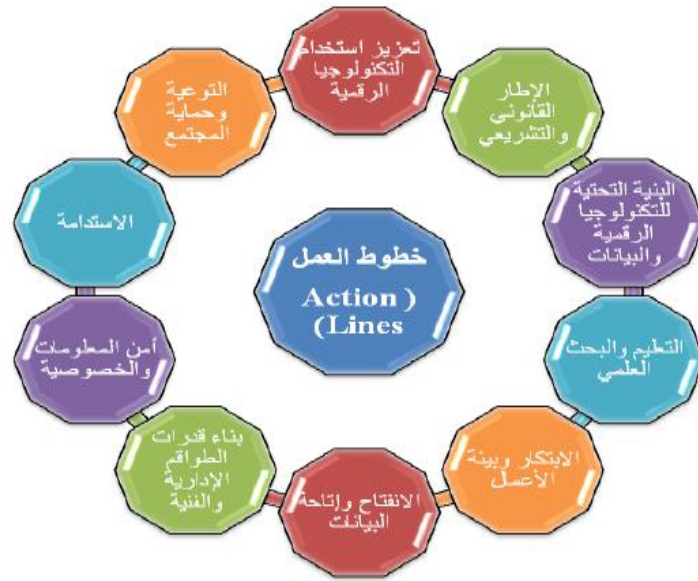 تعزيز استخدام
التكنولوجيا
الرقمية
الإطار
القانوني
والتشريعي
البنية التحتية
للتكنولوجيا
الرقمية
والبيانات
التعليم والبحث
العلمي
الابتكار وبيئة
الأعمال
الانفتاح وإتاحة
البيانات
بناء قدرات
الطواقم
الإدارية
والفنية
أمن المعلومات
والخصوصية
الاستدامة
التوعية
وحماية
المجتمع
خطوط العمل
Action )
(Lines